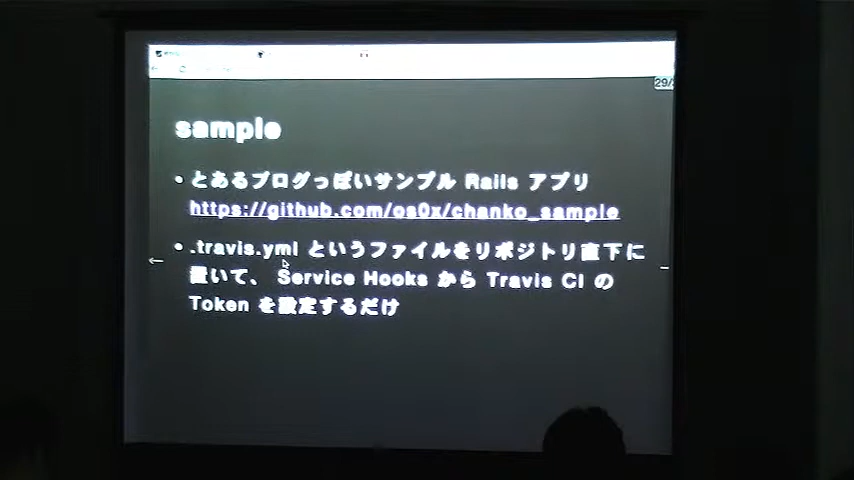 29/
sample
• とあるブログっぽいサンプル Rails アプリ
https://github.com/os0x/chanko_sample
• .travis.yml というファイルをリポジトリ直下に
置いて、 Service Hooks から Travis CI の
Token を設定するだけ
←